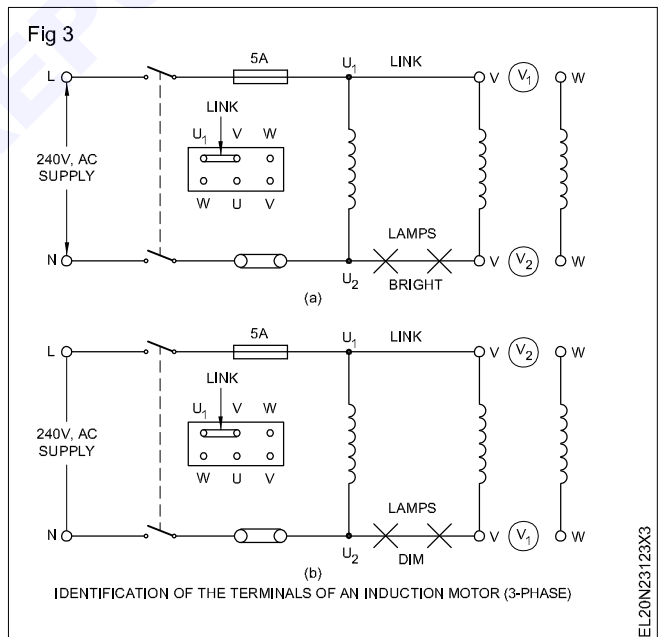 Fig 3
L
5A
U1
LINK
V
V1
W
LINK
U1 V W
240V, AC
SUPPLY
W U V
LAMPS
N
U2
BRIGHT
V
V2
W
(a)
L
5A
U1
LINK
V
V2
W
LINK
U1 V W
240V, AC
SUPPLY
W U V
LAMPS
N
U2
DIM
V
V1
W
(b)
IDENTIFICATION OF THE TERMINALS OF AN INDUCTION MOTOR (3-PHASE)
EL20N23123X3